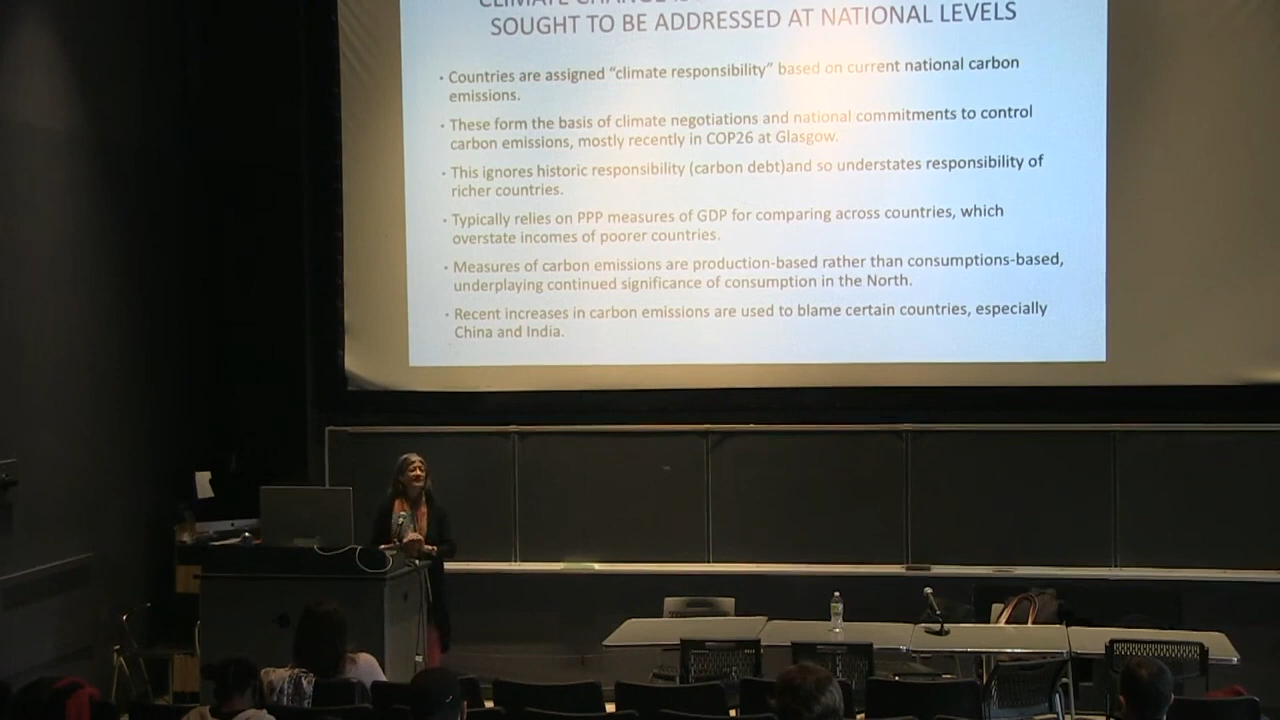 CLIMATE CHANGE IS
SOUGHT TO BE ADDRESSED AT NATIONAL LEVELS
• Countries are assigned “climate responsibility” based on current national carbon
emissions.
• These form the basis of climate negotiations and national commitments to control
carbon emissions, mostly recently in COP26 at Glasgow.
• This ignores historic responsibility (carbon debt)and so understates responsibility of
richer countries.
• Typically relies on PPP measures of GDP for comparing across countries, which
overstate incomes of poorer countries.
• Measures of carbon emissions are production-based rather than consumptions-based,
underplaying continued significance of consumption in the North.
• Recent increases in carbon emissions are used to blame certain countries, especially
China and India.